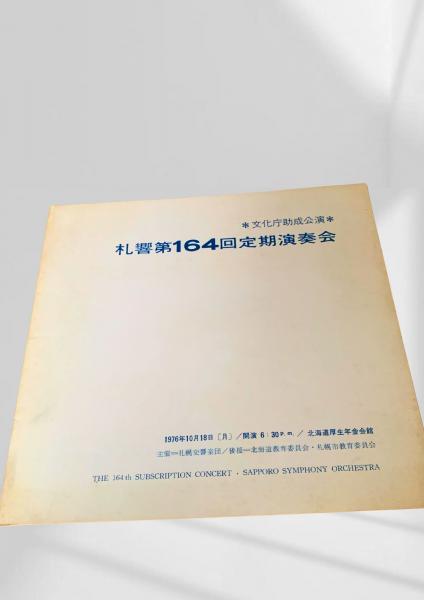 ＊文化庁助成公演＊
札響第164回定期演奏会
1976年10月18日〔月〕／開演 6：30p.m.／ 北海道厚生年金会館
主催＝札幌交響楽団／後援＝北海道教育委員会・札幌市教育委員会
THE 164th SUBSCRIPTION CONCERT・SAPPORO SYMPHONY ORCHESTRA